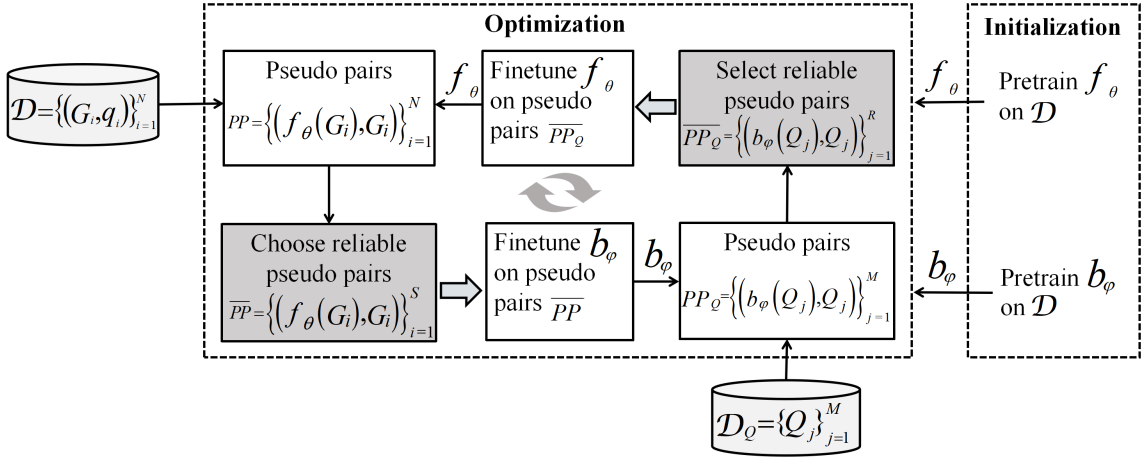 Optimization
Initialization
𝒟={(G_i,q_i)}_{i=1}^N
Pseudo pairs
PP={(f_θ(G_i),G_i)}_{i=1}^N
f_θ
Finetune f_θ
on pseudo
pairs \overline{PP_Q}
Select reliable
pseudo pairs
\overline{PP_Q}={(b_φ(Q_j),Q_j)}_{j=1}^R
f_θ
Pretrain f_θ
on 𝒟
Choose reliable
pseudo pairs
\overline{PP}={(f_θ(G_i),G_i)}_{i=1}^S
Finetune b_φ
on pseudo
pairs \overline{PP}
b_φ
Pseudo pairs
PP_Q={(b_φ(Q_j),Q_j)}_{j=1}^M
b_φ
Pretrain b_φ
on 𝒟
𝒟_Q={Q_j}_{j=1}^M